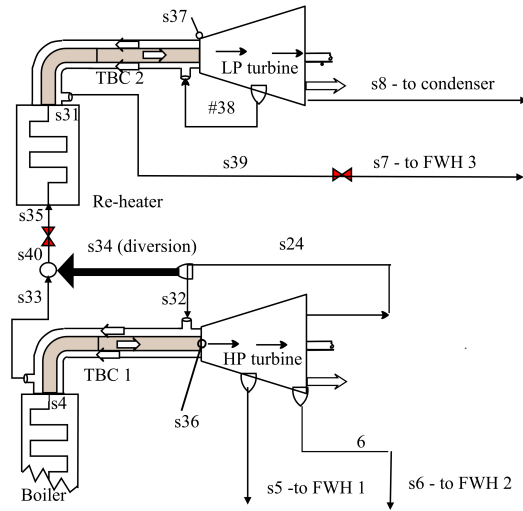 s37
TBC 2
LP turbine
s8 - to condenser
s31
#38
s39
s7 - to FWH 3
Re-heater
s35
s40
s34 (diversion)
s24
s33
s32
HP turbine
TBC 1
s4
s36
6
s5 -to FWH 1
s6 - to FWH 2
Boiler